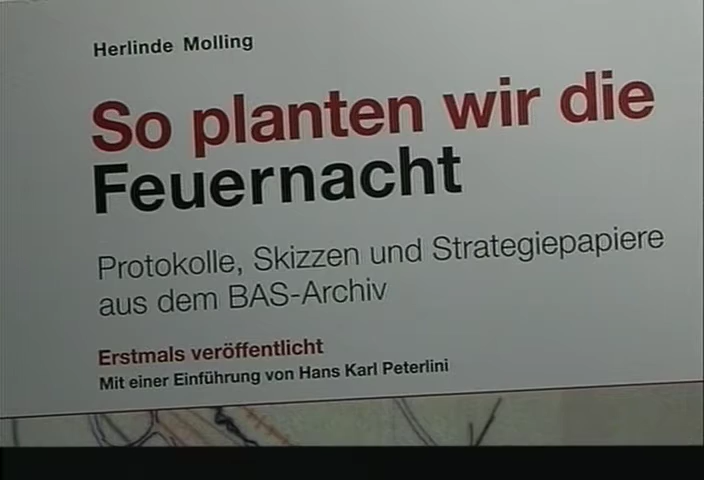 Herlinde Molling
So planten wir die
Feuernacht
Protokolle, Skizzen und Strategiepapiere
aus dem BAS-Archiv
Erstmals veröffentlicht
Mit einer Einführung von Hans Karl Peterlini